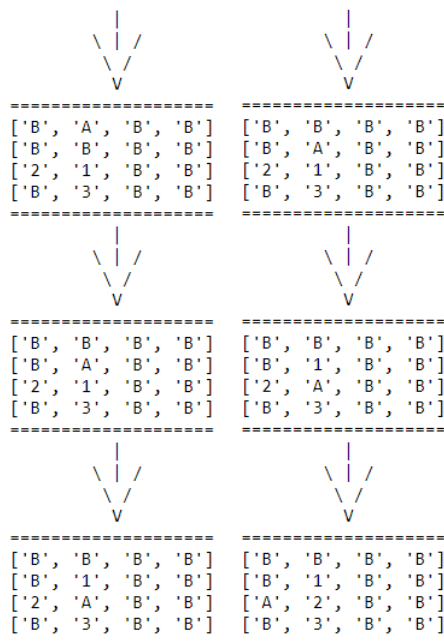 |
\ | /
\ /
V
=====================
['B', 'A', 'B', 'B']
['B', 'B', 'B', 'B']
['2', '1', 'B', 'B']
['B', '3', 'B', 'B']
=====================
|
\ | /
\ /
V
=====================
['B', 'B', 'B', 'B']
['B', 'A', 'B', 'B']
['2', '1', 'B', 'B']
['B', '3', 'B', 'B']
=====================
|
\ | /
\ /
V
=====================
['B', 'B', 'B', 'B']
['B', '1', 'B', 'B']
['2', 'A', 'B', 'B']
['B', '3', 'B', 'B']
|
\ | /
\ /
V
=====================
['B', 'B', 'B', 'B']
['B', 'A', 'B', 'B']
['2', '1', 'B', 'B']
['B', '3', 'B', 'B']
=====================
|
\ | /
\ /
V
=====================
['B', 'B', 'B', 'B']
['B', '1', 'B', 'B']
['2', 'A', 'B', 'B']
['B', '3', 'B', 'B']
=====================
|
\ | /
\ /
V
=====================
['B', 'B', 'B', 'B']
['B', '1', 'B', 'B']
['A', '2', 'B', 'B']
['B', '3', 'B', 'B']